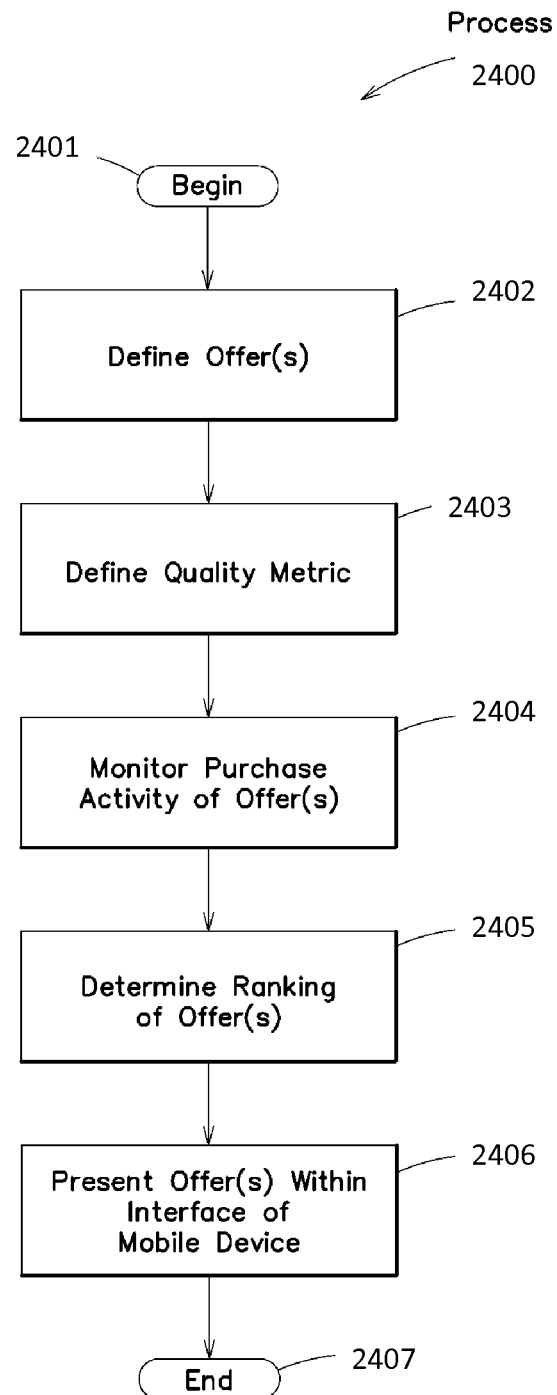 Process
2400
2401
Begin
2402
Define Offer(s)
2403
Define Quality Metric
2404
Monitor Purchase
Activity of Offer(s)
2405
Determine Ranking
of Offer(s)
2406
Present Offer(s) Within
Interface of
Mobile Device
2407
End